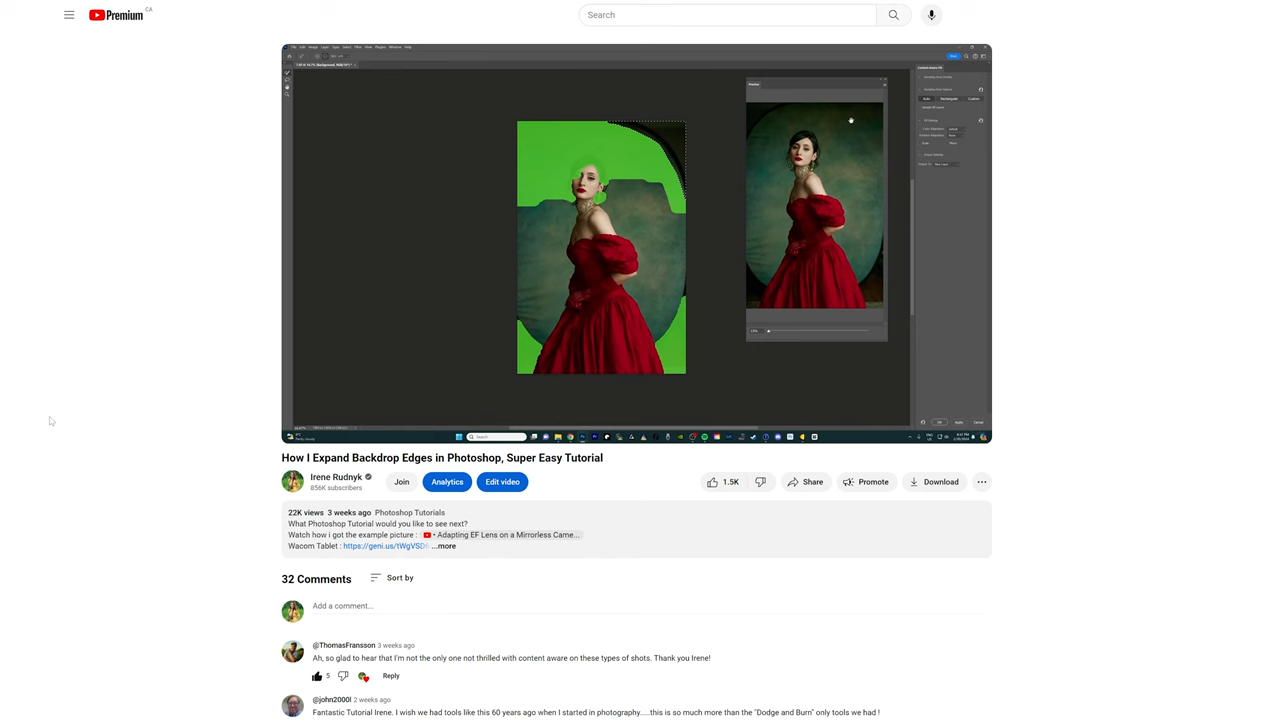 Premium CA
Search
Preview
Auto Rectangular Custom
Search
How I Expand Backdrop Edges in Photoshop, Super Easy Tutorial
Irene Rudnyk
856K subscribers
Join
Analytics
Edit video
1.5K
Share
Promote
Download
22K views 3 weeks ago Photoshop Tutorials
What Photoshop Tutorial would you like to see next?
Watch how i got the example picture : • Adapting EF Lens on a Mirrorless Came...
Wacom Tablet : ...more
32 Comments
Sort by
Add a comment...
@ThomasFransson 3 weeks ago
Ah, so glad to hear that I'm not the only one not thrilled with content aware on these types of shots. Thank you Irene!
5
Reply
@john2000l 2 weeks ago
Fantastic Tutorial Irene. I wish we had tools like this 60 years ago when I started in photography.....this is so much more than the "Dodge and Burn" only tools we had !